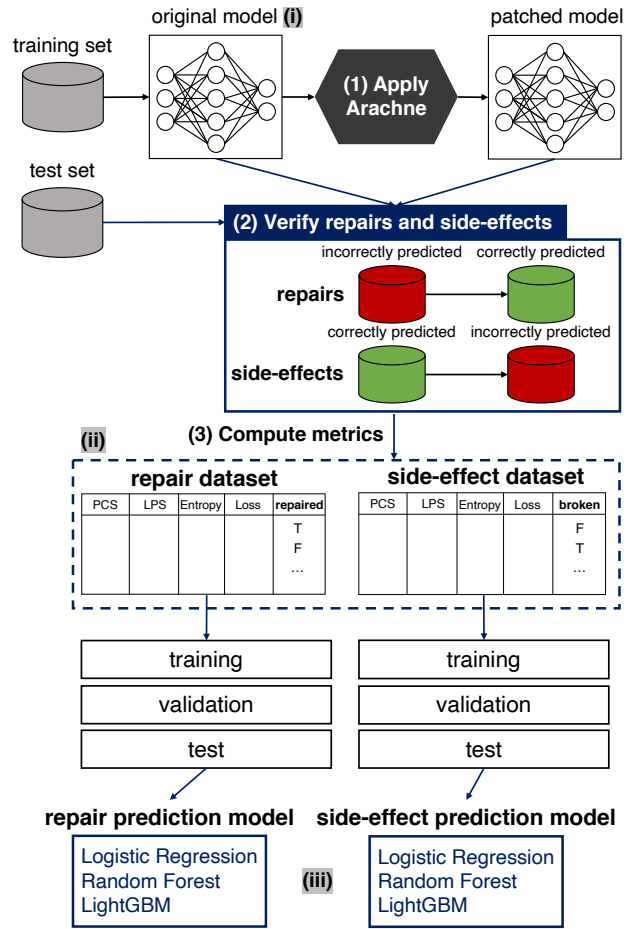 original model (i)
patched model
training set
(1) Apply
Arachne
test set
(2) Verify repairs and side-effects
incorrectly predicted correctly predicted
repairs
correctly predicted incorrectly predicted
side-effects
(3) Compute metrics
(ii)
repair dataset
PCS LPS Entropy Loss repaired
T
F
...
side-effect dataset
PCS LPS Entropy Loss broken
F
T
...
training
validation
test
training
validation
test
repair prediction model
Logistic Regression
Random Forest
LightGBM
(iii)
side-effect prediction model
Logistic Regression
Random Forest
LightGBM